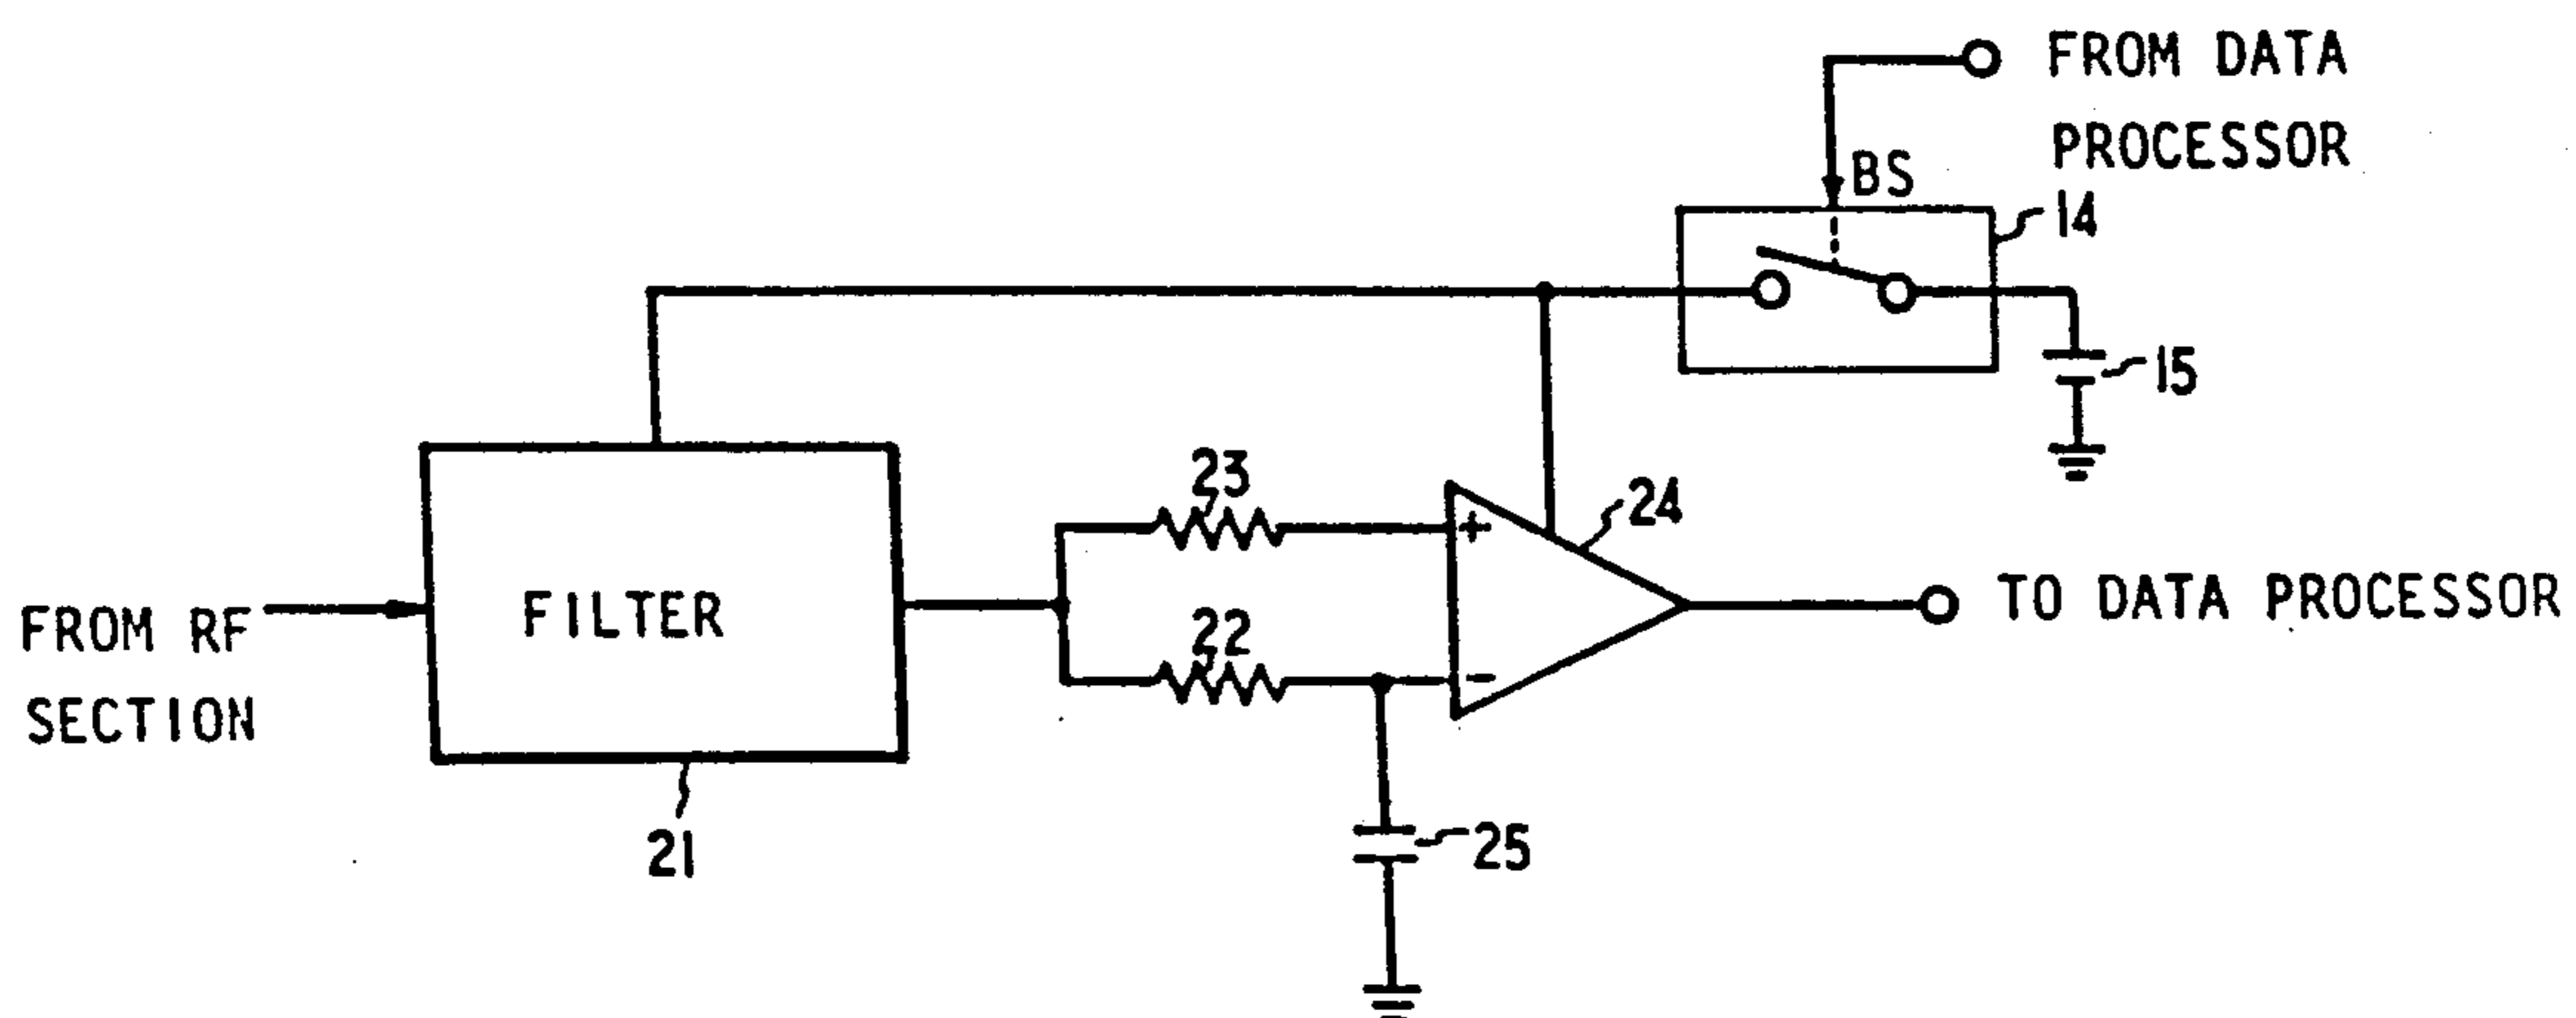 FROM DATA
PROCESSOR
BS
14
15
23
24
+
FROM RF
SECTION
FILTER
22
-
TO DATA PROCESSOR
21
25